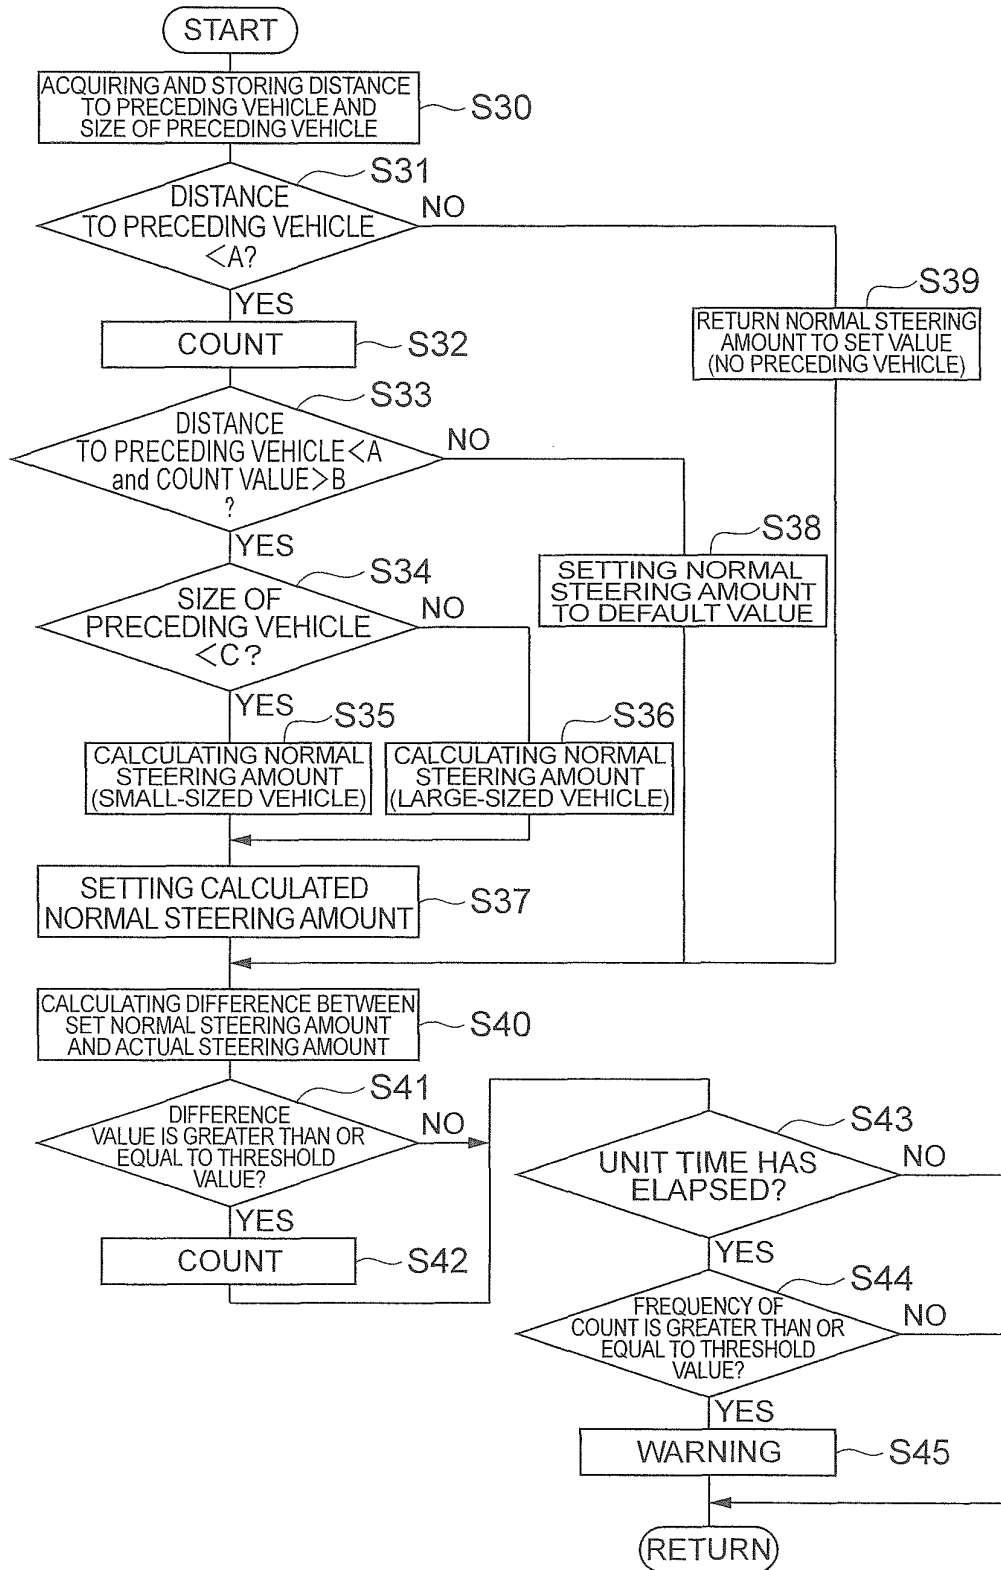 START
ACQUIRING AND STORING DISTANCE
TO PRECEDING VEHICLE AND
SIZE OF PRECEDING VEHICLE
S30
S31
DISTANCE
TO PRECEDING VEHICLE
<A?
NO
YES
S39
RETURN NORMAL STEERING
AMOUNT TO SET VALUE
(NO PRECEDING VEHICLE)
COUNT
S32
S33
DISTANCE
TO PRECEDING VEHICLE<A
and COUNT VALUE>B
?
NO
YES
S38
SETTING NORMAL
STEERING AMOUNT
TO DEFAULT VALUE
S34
SIZE OF
PRECEDING VEHICLE
<C?
NO
YES
S35
CALCULATING NORMAL
STEERING AMOUNT
(SMALL-SIZED VEHICLE)
S36
CALCULATING NORMAL
STEERING AMOUNT
(LARGE-SIZED VEHICLE)
SETTING CALCULATED
NORMAL STEERING AMOUNT
S37
CALCULATING DIFFERENCE BETWEEN
SET NORMAL STEERING AMOUNT
AND ACTUAL STEERING AMOUNT
S40
S41
DIFFERENCE
VALUE IS GREATER THAN OR
EQUAL TO THRESHOLD
VALUE?
NO
YES
COUNT
S42
S43
UNIT TIME HAS
ELAPSED?
NO
YES
S44
FREQUENCY OF
COUNT IS GREATER THAN OR
EQUAL TO THRESHOLD
VALUE?
NO
YES
WARNING
S45
RETURN